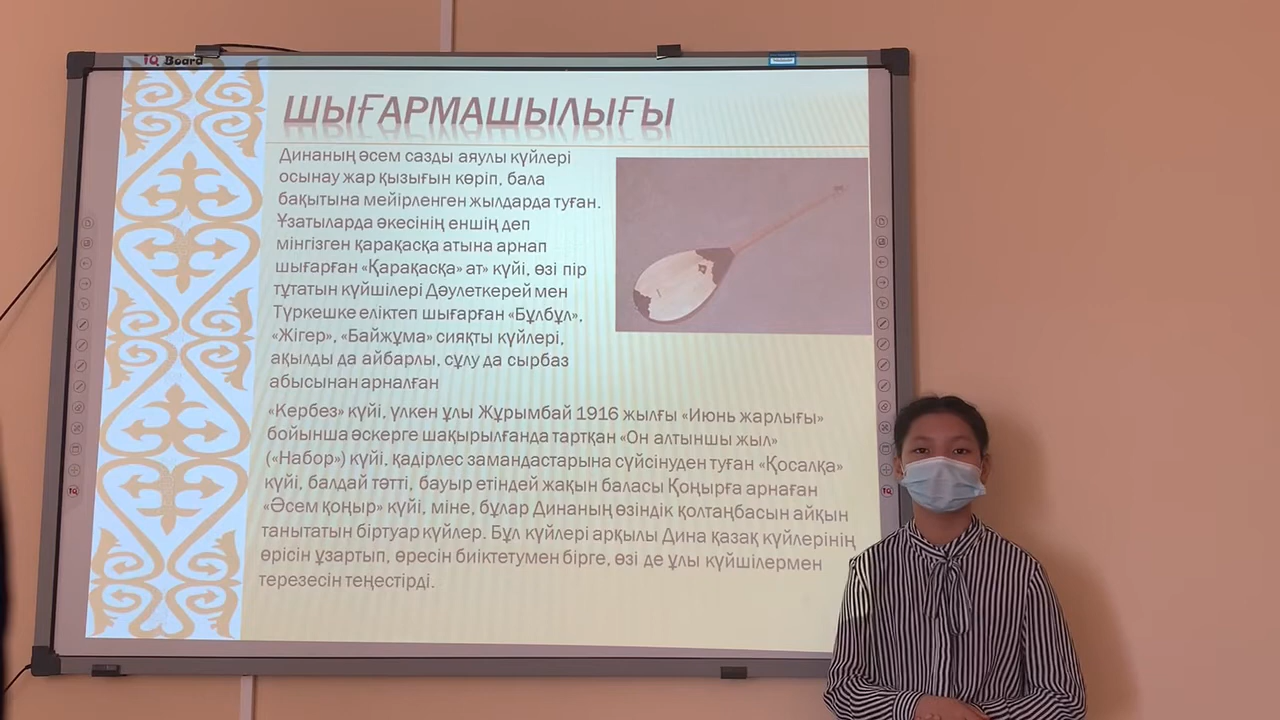 iQ Board
ШЫҒАРМАШЫЛЫҒЫ
Динаның әсем сазды аяулы күйлері
осынау жар қызығын көріп, бала
бақытына мейірленген жылдарда туған.
Ұзатыларда әкесінің еншің деп
мінгізген қарақасқа атына арнап
шығарған «Қарақасқа» ат» күйі, өзі пір
тұтатын күйшілері Дәулеткерей мен
Түркешке еліктеп шығарған «Бұлбұл»,
«Жігер», «Байжұма» сияқты күйлері,
ақылды да айбарлы, сұлу да сырбаз
абысынан арналған
«Кербез» күйі, үлкен ұлы Жұрымбай 1916 жылғы «Июнь жарлығы»
бойынша әскерге шақырылғанда тартқан «Он алтыншы жыл»
(«Набор») күйі, қадірлес замандастарына сүйсінуден туған «Қосалқа»
күйі, балдай тәтті, бауыр етіндей жақын баласы Қоңырға арнаған
«Әсем қоңыр» күйі, міне, бұлар Динаның өзіндік қолтаңбасын айқын
танытатын біртуар күйлер. Бұл күйлері арқылы Дина қазақ күйлерінің
өрісін ұзартып, өресін биіктетумен бірге, өзі де ұлы күйшілермен
терезесін теңестірді.